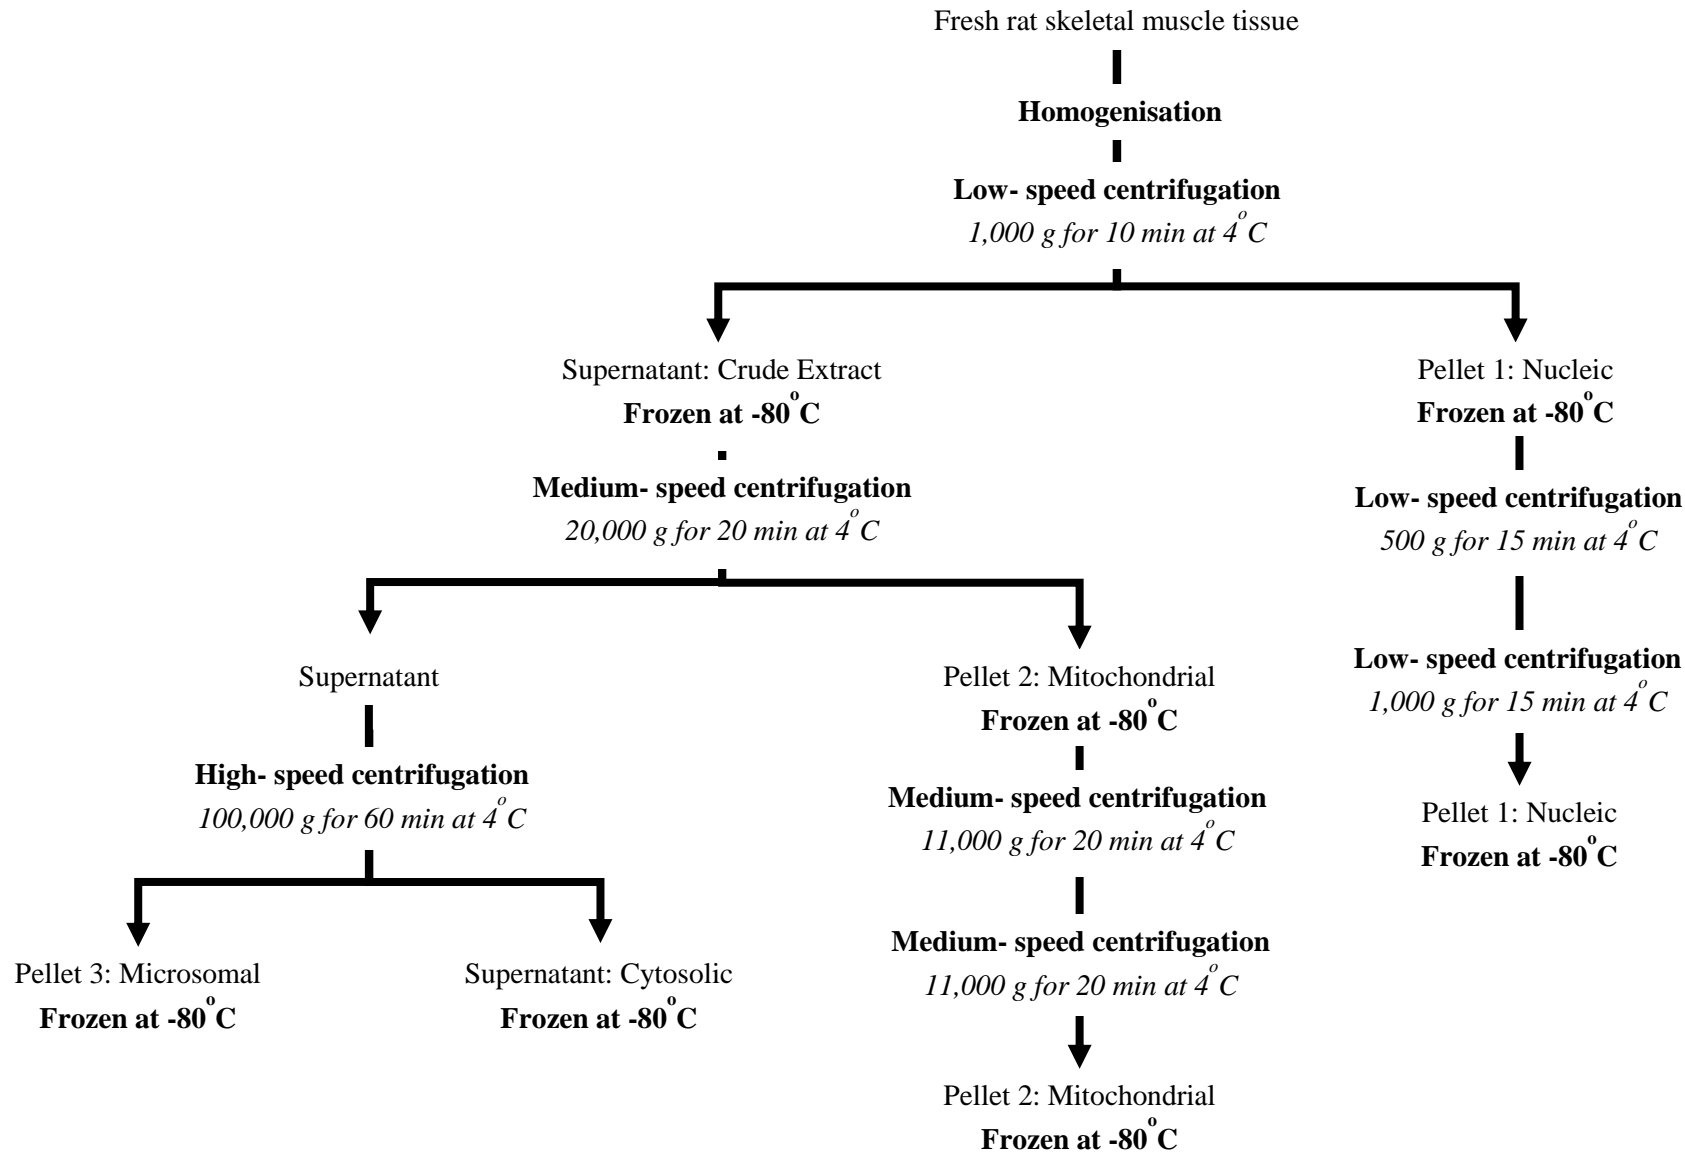 Fresh rat skeletal muscle tissue
Homogenisation
Low- speed centrifugation
1,000 g for 10 min at 4°C
Supernatant: Crude Extract
Frozen at -80°C
Pellet 1: Nucleic
Frozen at -80°C
Medium- speed centrifugation
20,000 g for 20 min at 4°C
Low- speed centrifugation
500 g for 15 min at 4°C
Low- speed centrifugation
1,000 g for 15 min at 4°C
Supernatant
Pellet 2: Mitochondrial
Frozen at -80°C
High- speed centrifugation
100,000 g for 60 min at 4°C
Medium- speed centrifugation
11,000 g for 20 min at 4°C
Pellet 1: Nucleic
Frozen at -80°C
Medium- speed centrifugation
11,000 g for 20 min at 4°C
Pellet 3: Microsomal
Frozen at -80°C
Supernatant: Cytosolic
Frozen at -80°C
Pellet 2: Mitochondrial
Frozen at -80°C